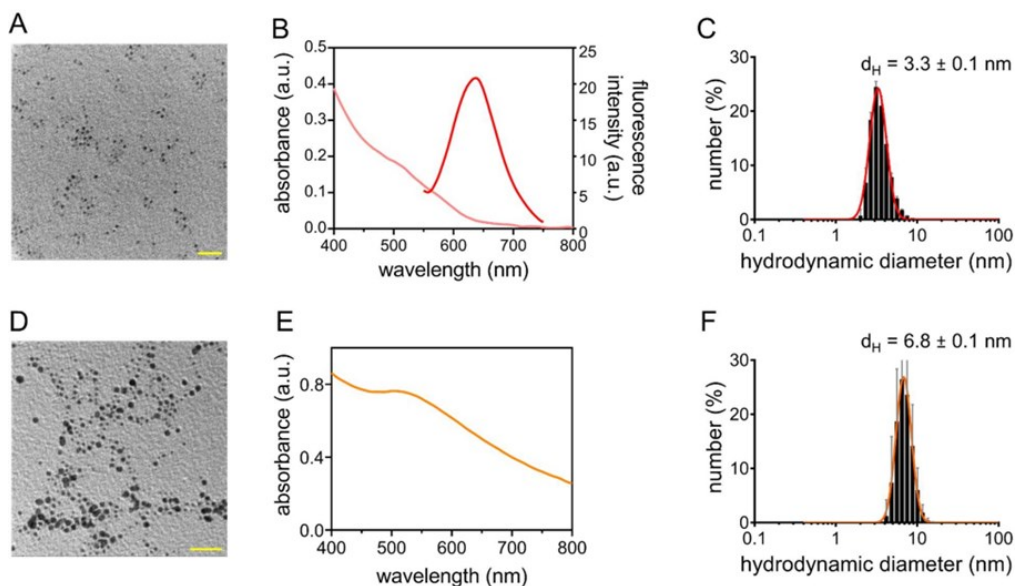 A
B
absorbance (a.u.)
0.5
0.4
0.3
0.2
0.1
0.0
400
500
600
700
800
wavelength (nm)
25
20
15
10
5
0
fluorescence
intensity (a.u.)
C
dH = 3.3 ± 0.1 nm
number (%)
30
20
10
0
0.1
1
10
100
hydrodynamic diameter (nm)
D
E
absorbance (a.u.)
0.8
0.4
0.0
400
500
600
700
800
wavelength (nm)
F
dH = 6.8 ± 0.1 nm
number (%)
30
20
10
0
0.1
1
10
100
hydrodynamic diameter (nm)